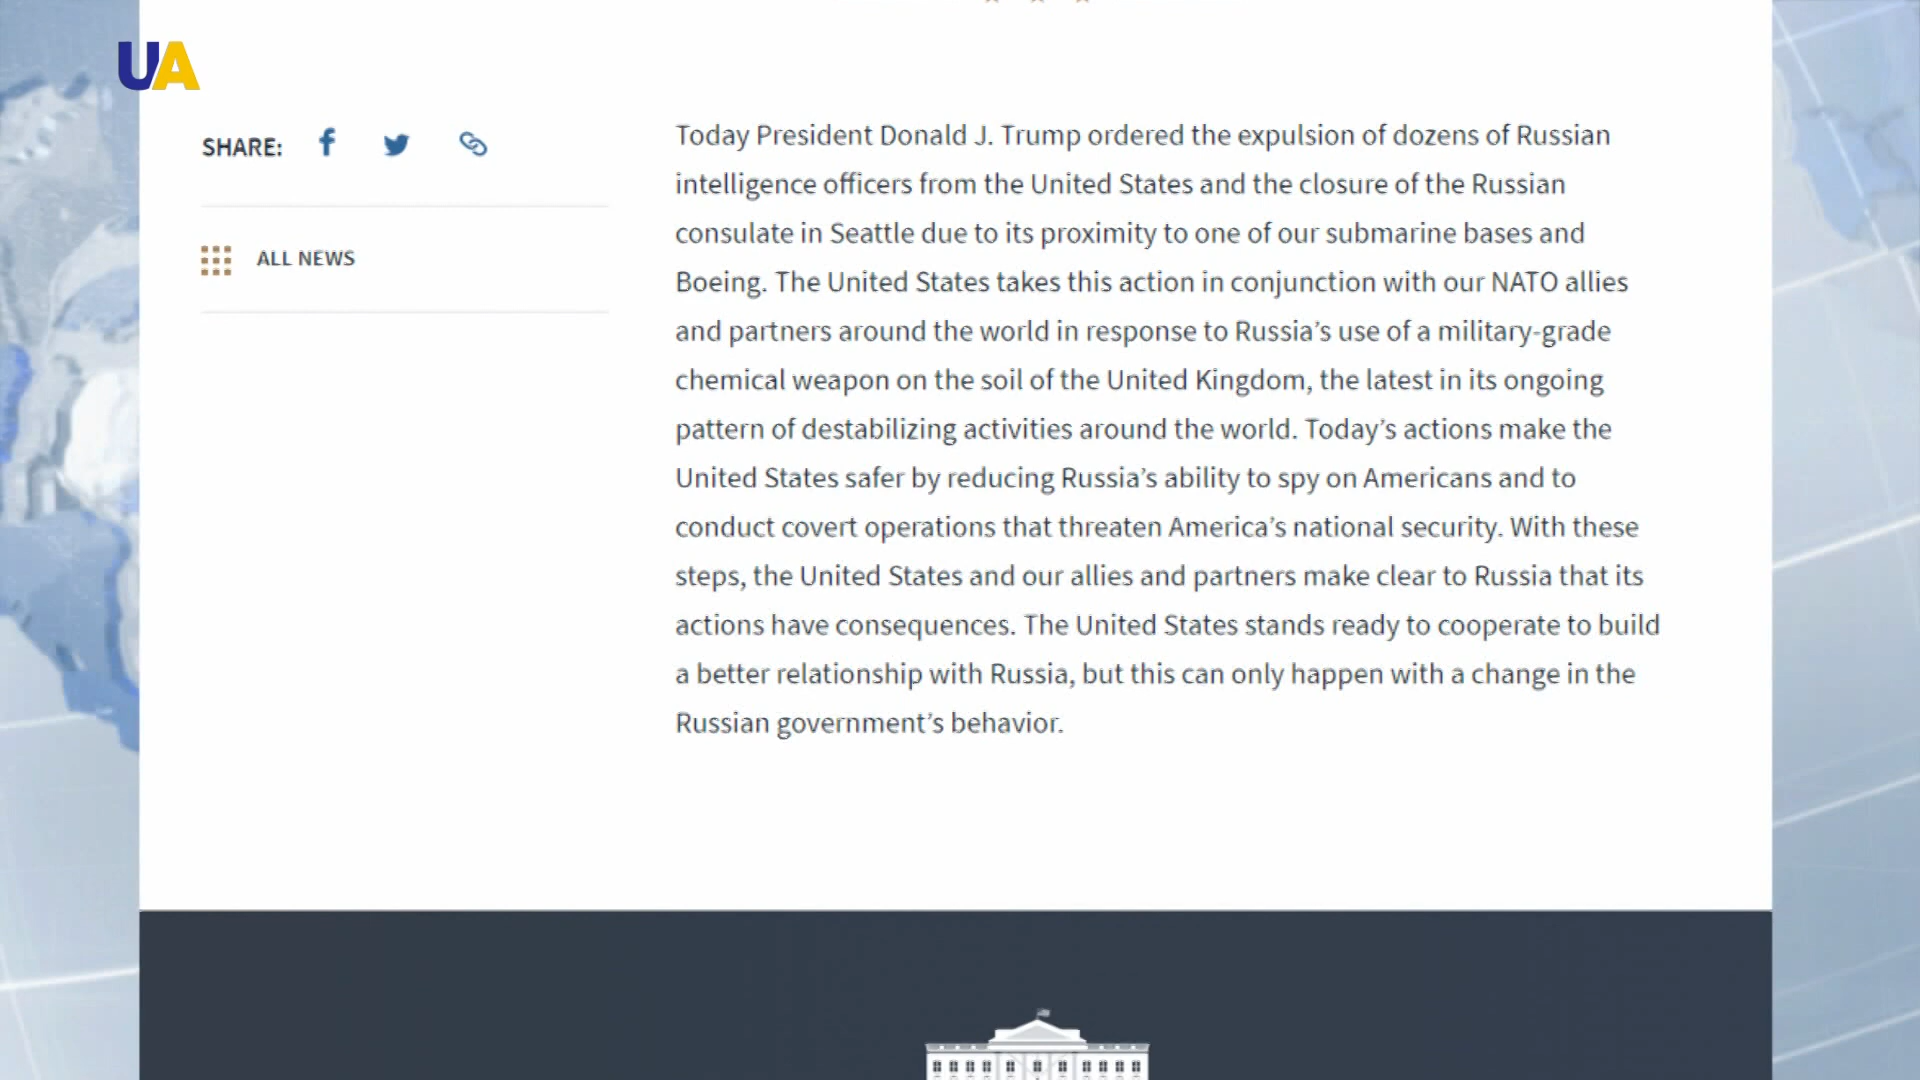 UA
SHARE:
ALL NEWS
Today President Donald J. Trump ordered the expulsion of dozens of Russian
intelligence officers from the United States and the closure of the Russian
consulate in Seattle due to its proximity to one of our submarine bases and
Boeing. The United States takes this action in conjunction with our NATO allies
and partners around the world in response to Russia’s use of a military-grade
chemical weapon on the soil of the United Kingdom, the latest in its ongoing
pattern of destabilizing activities around the world. Today’s actions make the
United States safer by reducing Russia’s ability to spy on Americans and to
conduct covert operations that threaten America’s national security. With these
steps, the United States and our allies and partners make clear to Russia that its
actions have consequences. The United States stands ready to cooperate to build
a better relationship with Russia, but this can only happen with a change in the
Russian government’s behavior.